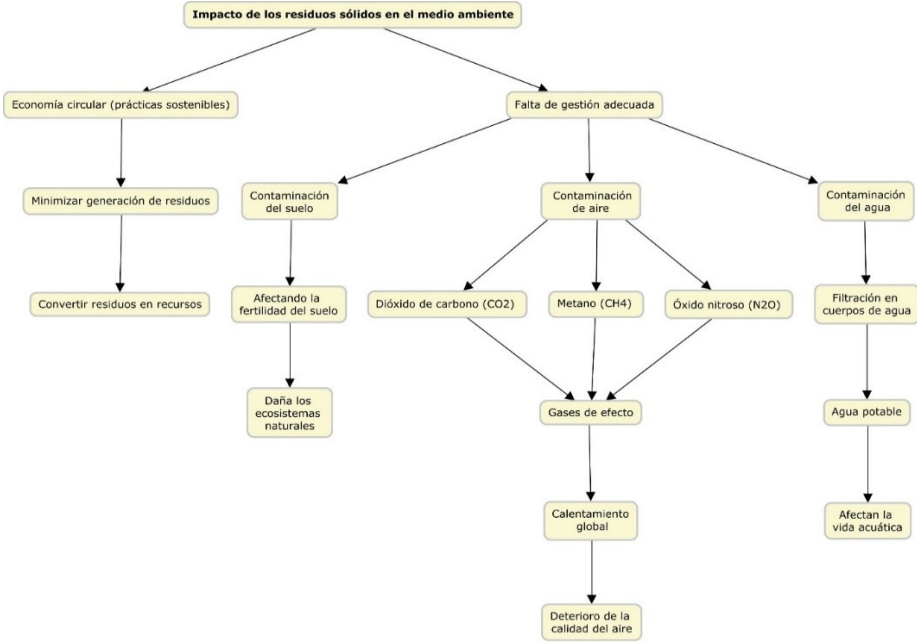 Impacto de los residuos sólidos en el medio ambiente
Economía circular (prácticas sostenibles)
Falta de gestión adecuada
Minimizar generación de residuos
Contaminación
del suelo
Contaminación
de aire
Contaminación
del agua
Convertir residuos en recursos
Afectando la
fertilidad del suelo
Dióxido de carbono (CO2)
Metano (CH4)
Óxido nitroso (N2O)
Filtración en
cuerpos de agua
Daña los
ecosistemas
naturales
Gases de efecto
Agua potable
Calentamiento
global
Afectan la
vida acuática
Deterioro de la
calidad del aire